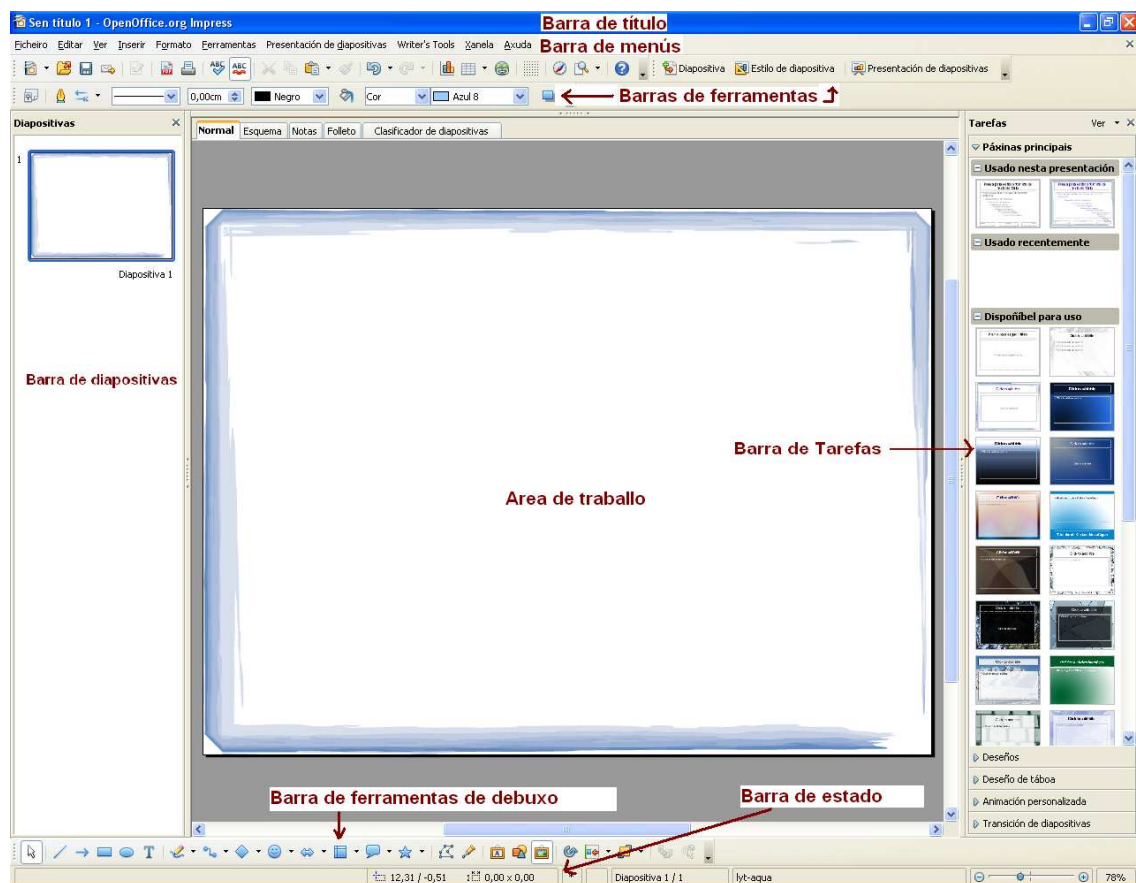 Sen título 1 - OpenOffice.org Impress
Barra de título
Ficheiro Editar Ver Inserir Formato Ferramentas Presentación de diapositivas Writer's Tools Xanela Axuda
Barra de menús
Diapositiva Estilo de diapositiva Presentación de diapositivas
0,00cm Negro Cor Azul 8
Barras de ferramentas
Diapositivas
Normal Esquema Notas Folleto Clasificador de diapositivas
Tarefas Ver
Páxinas principais
Usado nesta presentación
1
Diapositiva 1
Usado recentemente
Dispoñíbel para uso
Barra de diapositivas
Barra de Tarefas
Area de traballo
Deseños
Deseño de táboa
Animación personalizada
Transición de diapositivas
Barra de ferramentas de debuxo
Barra de estado
12,31 / -0,51 0,00 x 0,00 * Diapositiva 1 / 1 lyt-aqua 78%